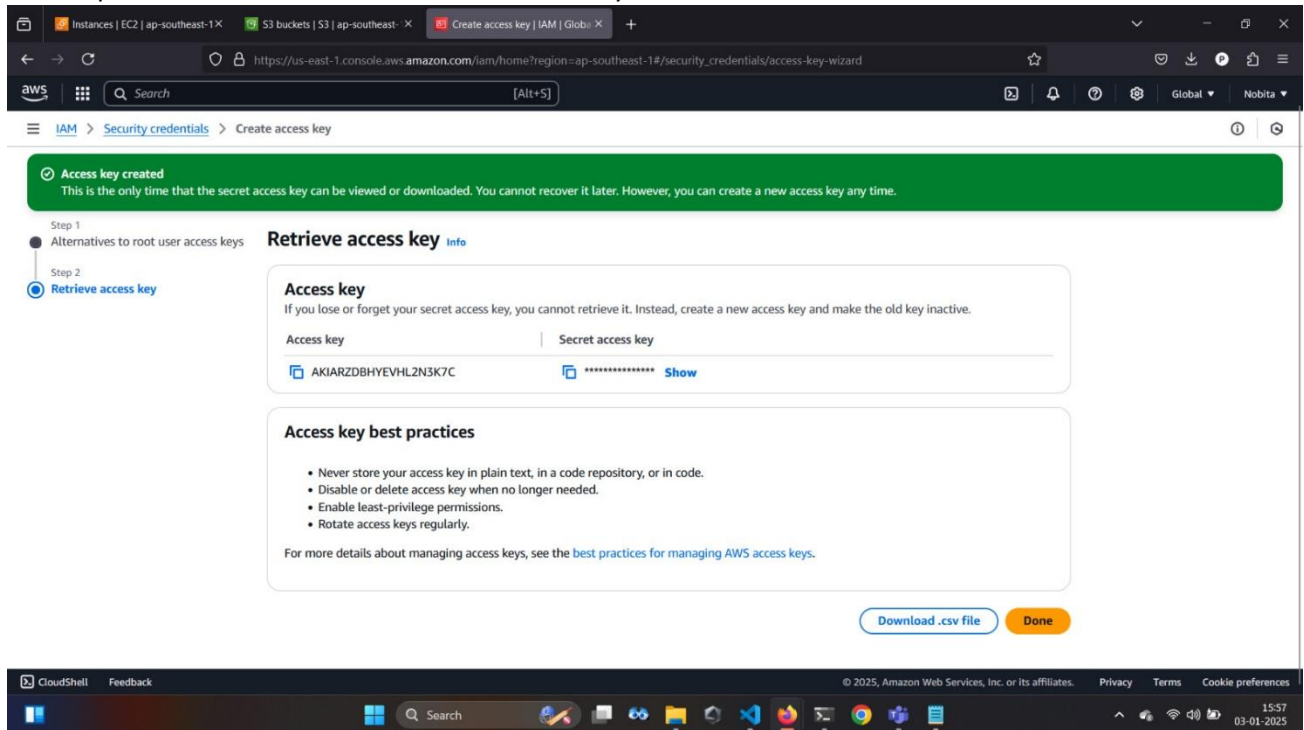 Instances | EC2 | ap-southeast-1
S3 buckets | S3 | ap-southeast-
Create access key | IAM | Globa
https://us-east-1.console.aws.amazon.com/iam/home?region=ap-southeast-1#/security_credentials/access-key-wizard
aws
Search
[Alt+S]
Global
Nobita
IAM > Security credentials > Create access key
Access key created
This is the only time that the secret access key can be viewed or downloaded. You cannot recover it later. However, you can create a new access key any time.
Step 1
Alternatives to root user access keys
Step 2
Retrieve access key
Retrieve access key Info
Access key
If you lose or forget your secret access key, you cannot retrieve it. Instead, create a new access key and make the old key inactive.
Access key
Secret access key
AKIARZDBHYEVHL2N3K7C
*************** Show
Access key best practices
• Never store your access key in plain text, in a code repository, or in code.
• Disable or delete access key when no longer needed.
• Enable least-privilege permissions.
• Rotate access keys regularly.
For more details about managing access keys, see the best practices for managing AWS access keys.
Download .csv file
Done
CloudShell
Feedback
© 2025, Amazon Web Services, Inc. or its affiliates.
Privacy
Terms
Cookie preferences
Search
15:57
03-01-2025